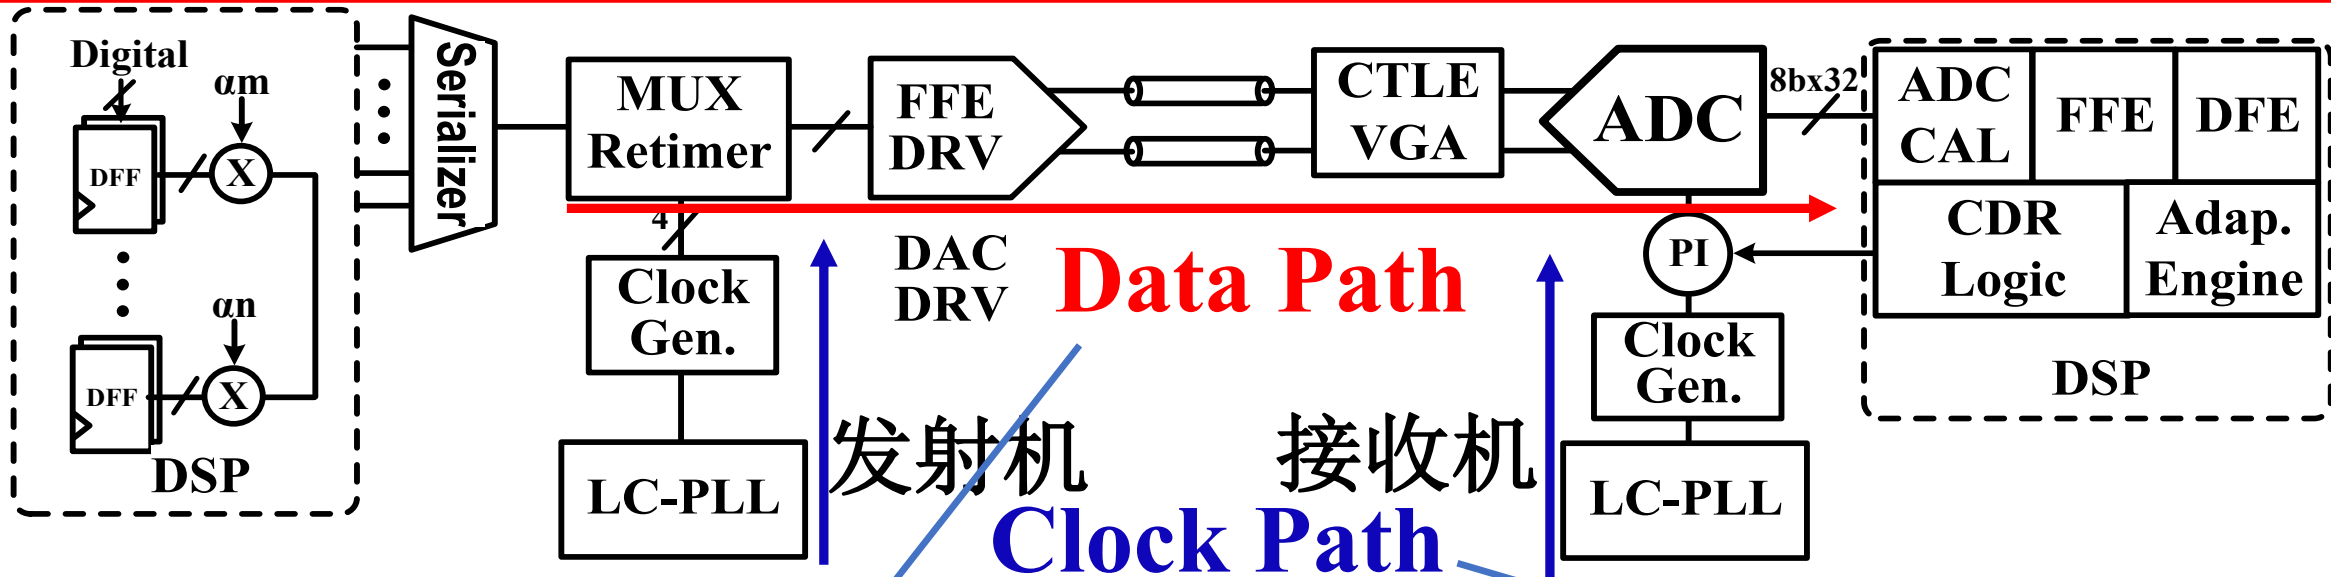 Digital
αm
DFF
X
αn
DFF
X
DSP
Serializer
MUX
Retimer
4
Clock
Gen.
LC-PLL
FFE
DRV
DAC
DRV
Data Path
发射机
接收机
Clock Path
CTLE
VGA
ADC
8bx32
PI
Clock
Gen.
LC-PLL
ADC
CAL
FFE
DFE
CDR
Logic
Adap.
Engine
DSP